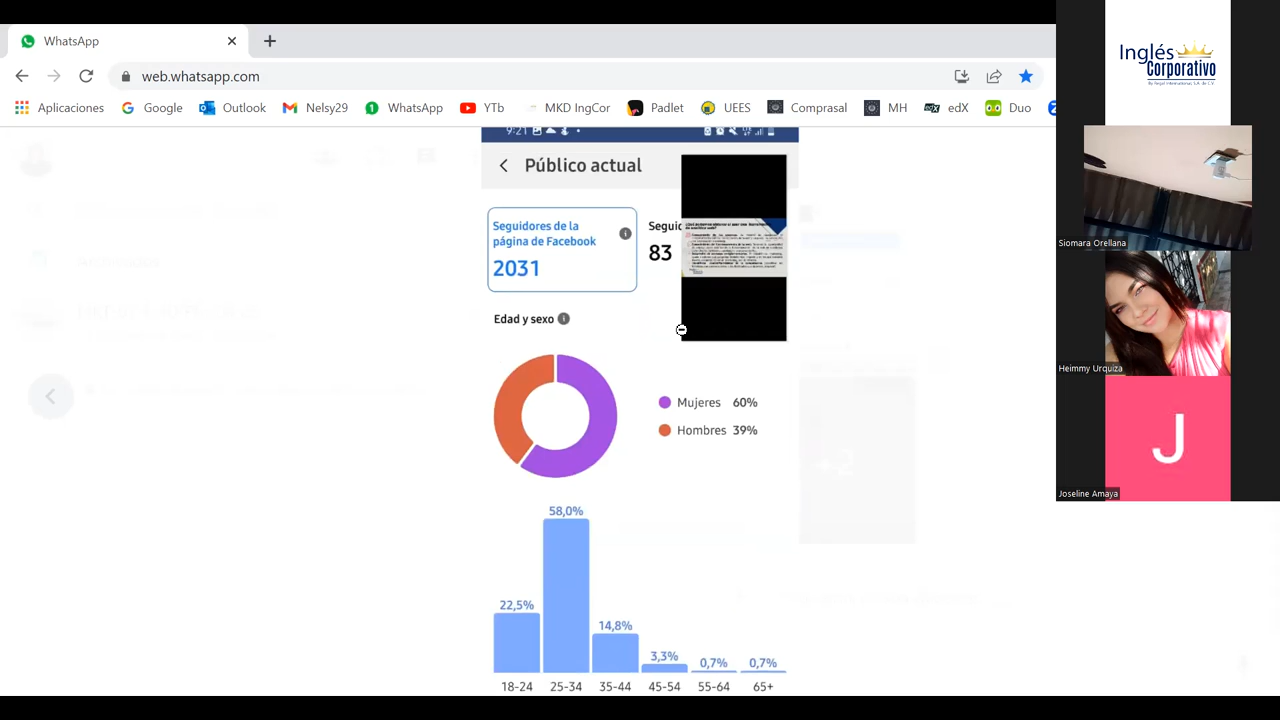 WhatsApp
web.whatsapp.com
Aplicaciones
Google
Outlook
Nelsy29
WhatsApp
YTb
MKD IngCor
Padlet
UEES
Comprasal
MH
edX
Duo
9:21
Público actual
Seguidores de la
página de Facebook
2031
Seguid
83
Edad y sexo
Mujeres 60%
Hombres 39%
58,0%
22,5%
14,8%
3,3%
0,7%
0,7%
18-24
25-34
35-44
45-54
55-64
65+
Inglés
Corporativo
Siomara Orellana
Heimmy Urquiza
J
Joseline Amaya